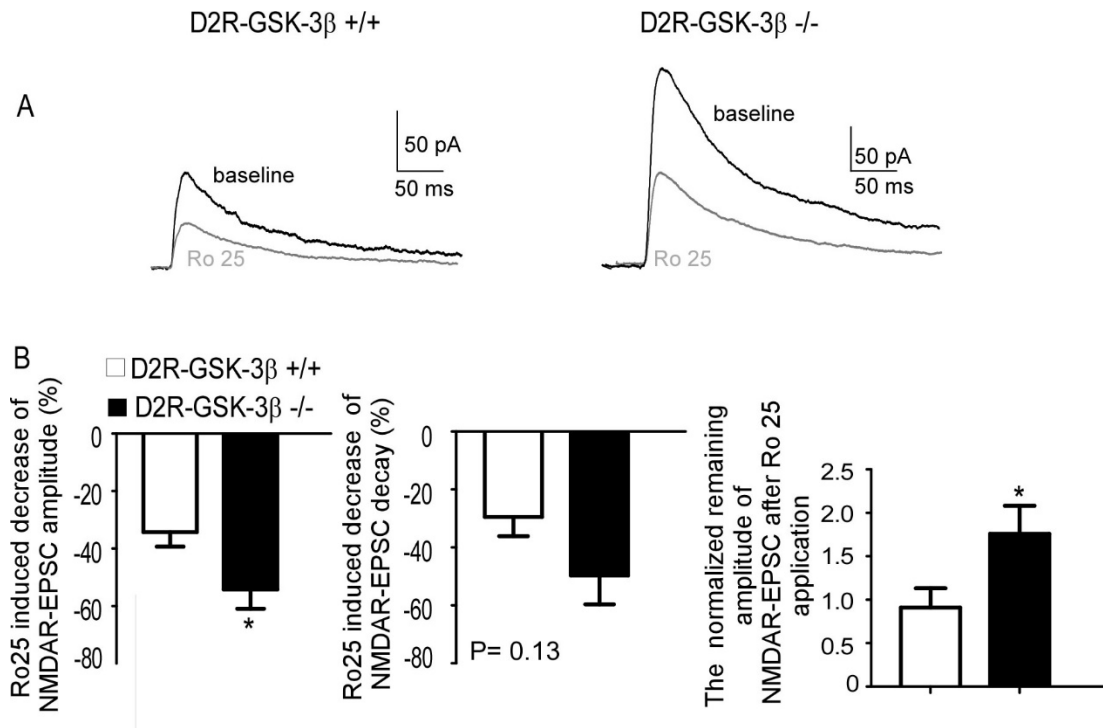 D2R-GSK-3β +/+
D2R-GSK-3β -/-
A
baseline
50 pA
50 ms
Ro 25
baseline
50 pA
50 ms
Ro 25
B
D2R-GSK-3β +/+
D2R-GSK-3β -/-
Ro25 induced decrease of
NMDAR-EPSC amplitude (%)
0
-20
-40
-60
-80
*
Ro25 induced decrease of
NMDAR-EPSC decay (%)
0
-20
-40
-60
-80
P= 0.13
The normalized remaining
amplitude of
NMDAR-EPSC after Ro 25
application
2.5
2.0
1.5
1.0
0.5
0
*